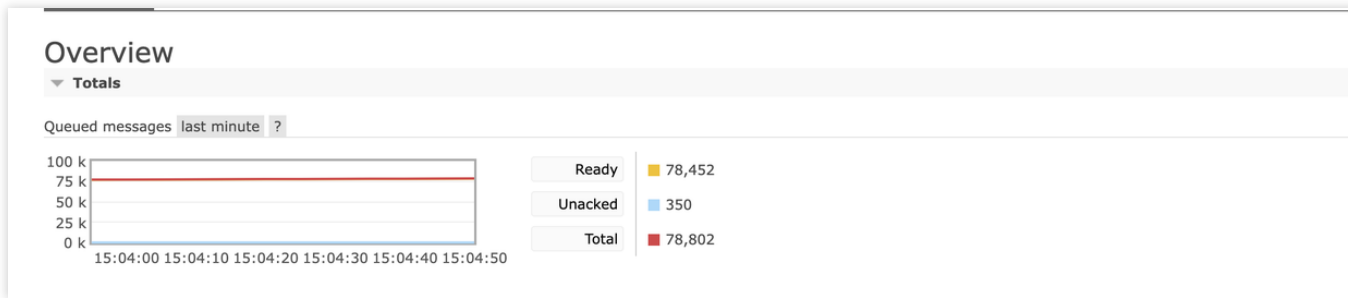 Overview
Totals
Queued messages last minute ?
100 k
75 k
50 k
25 k
0 k
15:04:00 15:04:10 15:04:20 15:04:30 15:04:40 15:04:50
Ready 78,452
Unacked 350
Total 78,802